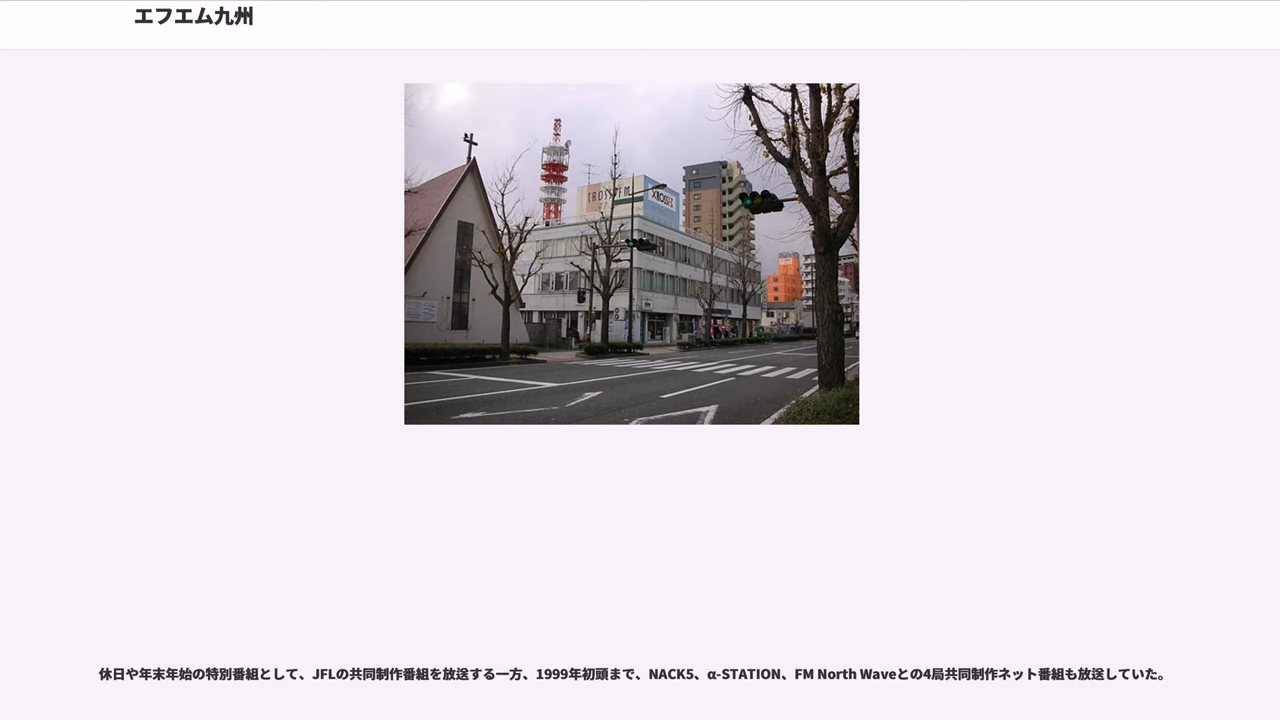 エフエム九州
CROSS FM
休日や年末年始の特別番組として、JFLの共同制作番組を放送する一方、1999年初頭まで、NACK5、α-STATION、FM North Waveとの4局共同制作ネット番組も放送していた。